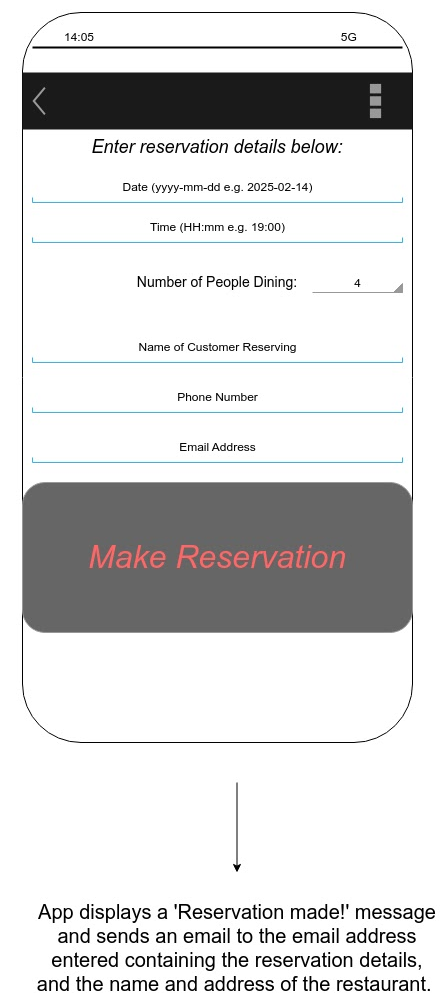 14:05 5G
Enter reservation details below:
Date (yyyy-mm-dd e.g. 2025-02-14)
Time (HH:mm e.g. 19:00)
Number of People Dining: 4
Name of Customer Reserving
Phone Number
Email Address
Make Reservation
App displays a 'Reservation made!' message
and sends an email to the email address
entered containing the reservation details,
and the name and address of the restaurant.